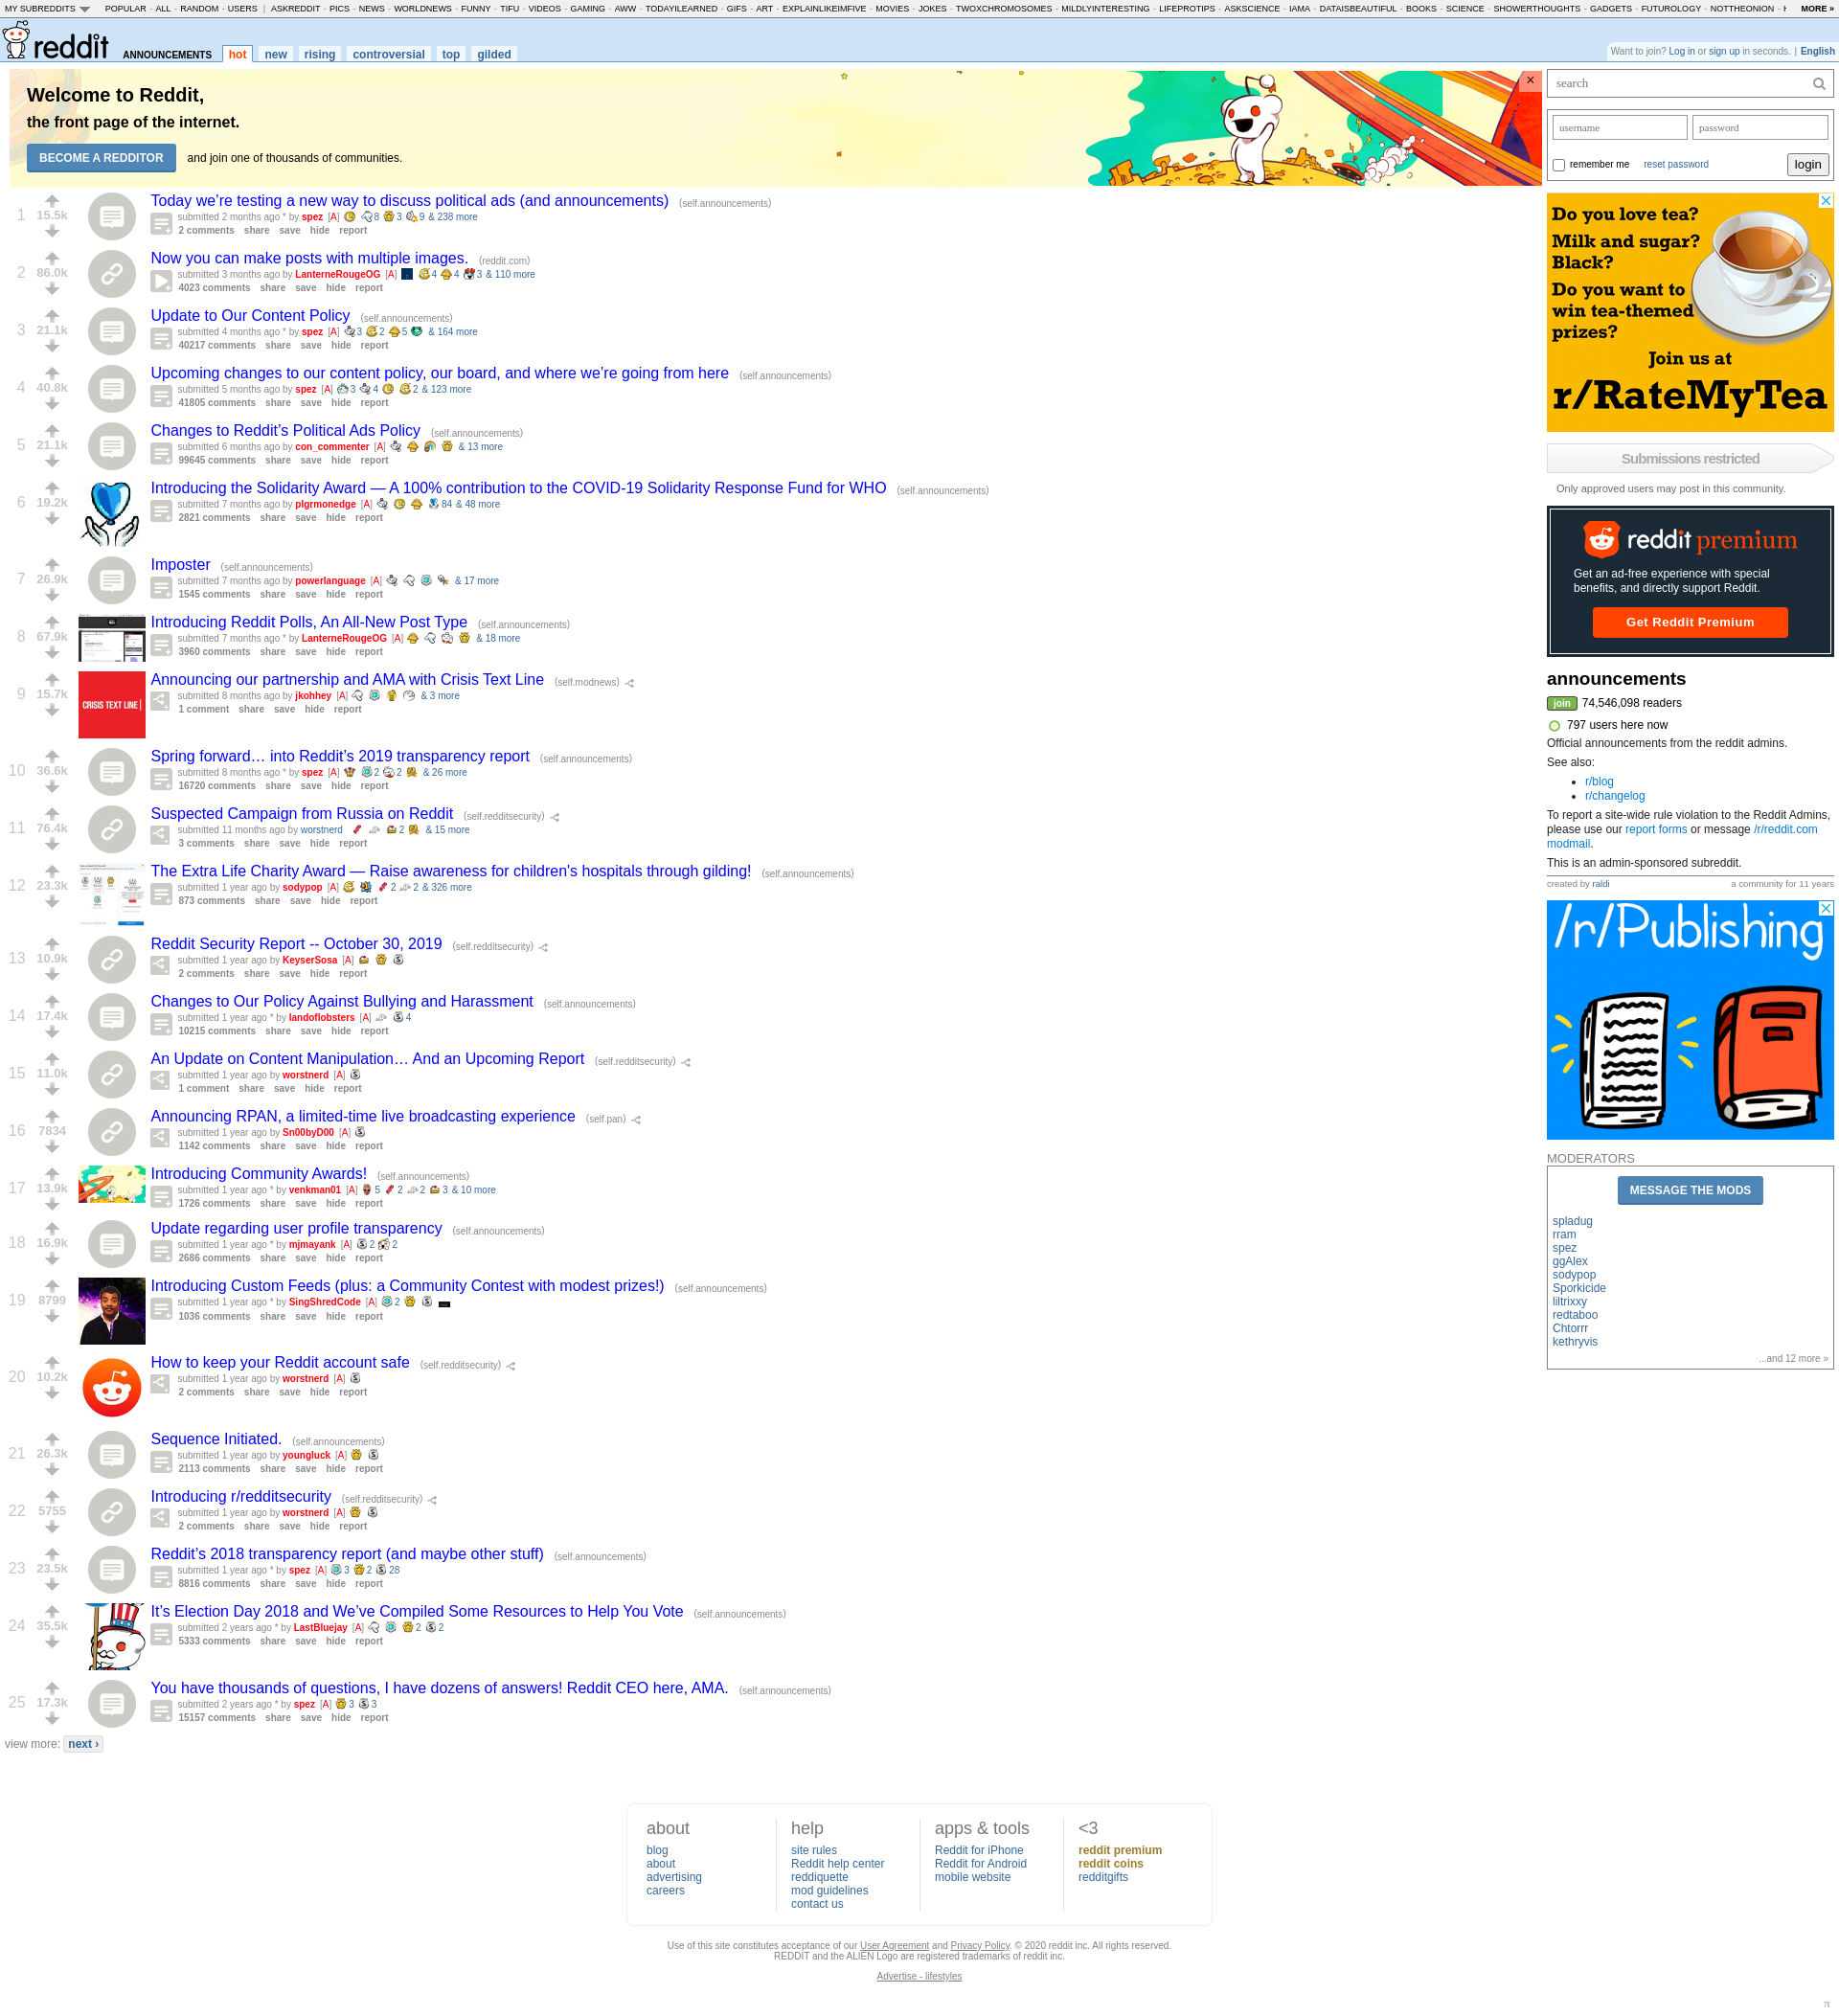 MY SUBREDDITS POPULAR - ALL - RANDOM - USERS | ASKREDDIT - PICS - NEWS - WORLDNEWS - FUNNY - TIFU - VIDEOS - GAMING - AWW - TODAYILEARNED - GIFS - ART - EXPLAINLIKEIMFIVE - MOVIES - JOKES - TWOXCHROMOSOMES - MILDLYINTERESTING - LIFEPROTIPS - ASKSCIENCE - IAMA - DATAISBEAUTIFUL - BOOKS - SCIENCE - SHOWERTHOUGHTS - GADGETS - FUTUROLOGY - NOTTHEONION - MORE »
reddit ANNOUNCEMENTS hot new rising controversial top gilded
Want to join? Log in or sign up in seconds. | English
Welcome to Reddit,
the front page of the internet.
BECOME A REDDITOR and join one of thousands of communities.
1
15.5k
Today we’re testing a new way to discuss political ads (and announcements) (self.announcements)
submitted 2 months ago * by spez [A] 8 3 9 & 238 more
2 comments share save hide report
2
86.0k
Now you can make posts with multiple images. (reddit.com)
submitted 3 months ago by LanterneRougeOG [A] 4 4 3 & 110 more
4023 comments share save hide report
3
21.1k
Update to Our Content Policy (self.announcements)
submitted 4 months ago * by spez [A] 3 2 5 & 164 more
40217 comments share save hide report
4
40.8k
Upcoming changes to our content policy, our board, and where we’re going from here (self.announcements)
submitted 5 months ago by spez [A] 3 4 2 & 123 more
41805 comments share save hide report
5
21.1k
Changes to Reddit’s Political Ads Policy (self.announcements)
submitted 6 months ago by con_commenter [A] & 13 more
99645 comments share save hide report
6
19.2k
Introducing the Solidarity Award — A 100% contribution to the COVID-19 Solidarity Response Fund for WHO (self.announcements)
submitted 7 months ago by plgrmonedge [A] 84 & 48 more
2821 comments share save hide report
7
26.9k
Imposter (self.announcements)
submitted 7 months ago by powerlanguage [A] & 17 more
1545 comments share save hide report
8
67.9k
Introducing Reddit Polls, An All-New Post Type (self.announcements)
submitted 7 months ago * by LanterneRougeOG [A] & 18 more
3960 comments share save hide report
9
15.7k
CRISIS TEXT LINE|
Announcing our partnership and AMA with Crisis Text Line (self.modnews)
submitted 8 months ago by jkohhey [A] & 3 more
1 comment share save hide report
10
36.6k
Spring forward… into Reddit’s 2019 transparency report (self.announcements)
submitted 8 months ago * by spez [A] 2 2 & 26 more
16720 comments share save hide report
11
76.4k
Suspected Campaign from Russia on Reddit (self.redditsecurity)
submitted 11 months ago by worstnerd 2 & 15 more
3 comments share save hide report
12
23.3k
The Extra Life Charity Award — Raise awareness for children's hospitals through gilding! (self.announcements)
submitted 1 year ago by sodypop [A] 2 2 & 326 more
873 comments share save hide report
13
10.9k
Reddit Security Report -- October 30, 2019 (self.redditsecurity)
submitted 1 year ago by KeyserSosa [A]
2 comments share save hide report
14
17.4k
Changes to Our Policy Against Bullying and Harassment (self.announcements)
submitted 1 year ago * by landoflobsters [A] 4
10215 comments share save hide report
15
11.0k
An Update on Content Manipulation… And an Upcoming Report (self.redditsecurity)
submitted 1 year ago by worstnerd [A]
1 comment share save hide report
16
7834
Announcing RPAN, a limited-time live broadcasting experience (self.pan)
submitted 1 year ago by Sn00byD00 [A]
1142 comments share save hide report
17
13.9k
Introducing Community Awards! (self.announcements)
submitted 1 year ago * by venkman01 [A] 5 2 2 3 & 10 more
1726 comments share save hide report
18
16.9k
Update regarding user profile transparency (self.announcements)
submitted 1 year ago * by mjmayank [A] 2 2
2686 comments share save hide report
19
8799
Introducing Custom Feeds (plus: a Community Contest with modest prizes!) (self.announcements)
submitted 1 year ago * by SingShredCode [A] 2
1036 comments share save hide report
20
10.2k
How to keep your Reddit account safe (self.redditsecurity)
submitted 1 year ago by worstnerd [A]
2 comments share save hide report
21
26.3k
Sequence Initiated. (self.announcements)
submitted 1 year ago by youngluck [A]
2113 comments share save hide report
22
5755
Introducing r/redditsecurity (self.redditsecurity)
submitted 1 year ago by worstnerd [A]
2 comments share save hide report
23
23.5k
Reddit’s 2018 transparency report (and maybe other stuff) (self.announcements)
submitted 1 year ago * by spez [A] 3 2 28
8816 comments share save hide report
24
35.5k
It’s Election Day 2018 and We’ve Compiled Some Resources to Help You Vote (self.announcements)
submitted 2 years ago * by LastBluejay [A] 2 2
5333 comments share save hide report
25
17.3k
You have thousands of questions, I have dozens of answers! Reddit CEO here, AMA. (self.announcements)
submitted 2 years ago * by spez [A] 3 3
15157 comments share save hide report
view more: next ›
search
username password
remember me reset password login
Do you love tea?
Milk and sugar?
Black?
Do you want to
win tea-themed
prizes?
Join us at
r/RateMyTea
Submissions restricted
Only approved users may post in this community.
reddit premium
Get an ad-free experience with special
benefits, and directly support Reddit.
Get Reddit Premium
announcements
join 74,546,098 readers
797 users here now
Official announcements from the reddit admins.
See also:
• r/blog
• r/changelog
To report a site-wide rule violation to the Reddit Admins,
please use our report forms or message /r/reddit.com
modmail.
This is an admin-sponsored subreddit.
created by raldi a community for 11 years
/r/Publishing
MODERATORS
MESSAGE THE MODS
spladug
rram
spez
ggAlex
sodypop
Sporkicide
liltrixxy
redtaboo
Chtorrr
kethryvis
...and 12 more »
about
blog
about
advertising
careers
help
site rules
Reddit help center
reddiquette
mod guidelines
contact us
apps & tools
Reddit for iPhone
Reddit for Android
mobile website
<3
reddit premium
reddit coins
redditgifts
Use of this site constitutes acceptance of our User Agreement and Privacy Policy. © 2020 reddit inc. All rights reserved.
REDDIT and the ALIEN Logo are registered trademarks of reddit inc.
Advertise - lifestyles
π